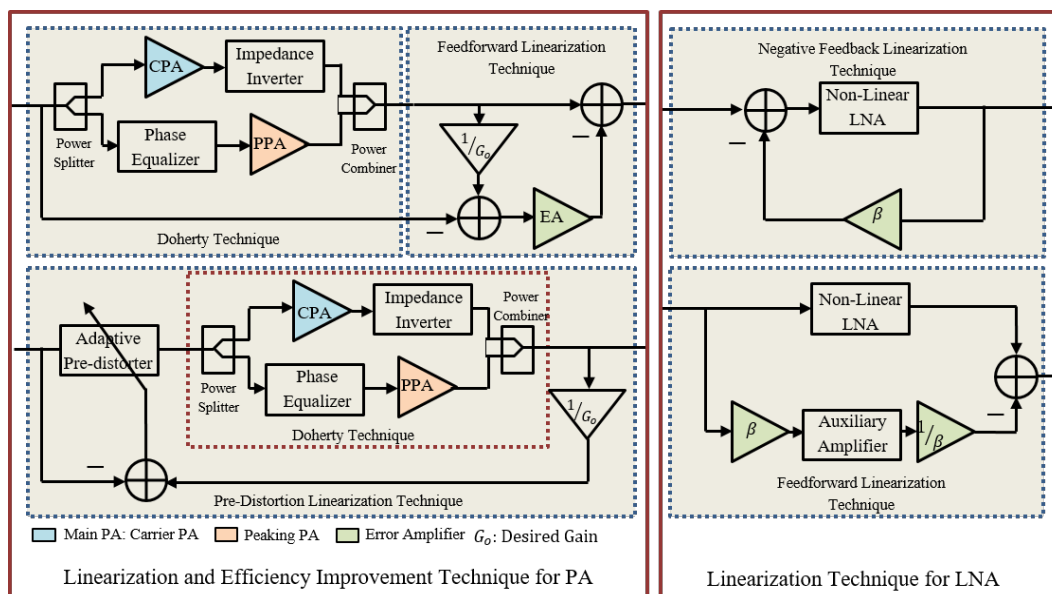 CPA
Impedance
Inverter
Power
Splitter
Phase
Equalizer
PPA
Power
Combiner
Doherty Technique
Feedforward Linearization
Technique
1/G₀
−
EA
−
Adaptive
Pre-distorter
Power
Splitter
CPA
Impedance
Inverter
Power
Combiner
Phase
Equalizer
PPA
Doherty Technique
1/G₀
−
Pre-Distortion Linearization Technique
Main PA: Carrier PA
Peaking PA
Error Amplifier
G₀: Desired Gain
Linearization and Efficiency Improvement Technique for PA
Negative Feedback Linearization
Technique
Non-Linear
LNA
−
β
Non-Linear
LNA
β
Auxiliary
Amplifier
1/β
−
Feedforward Linearization
Technique
Linearization Technique for LNA